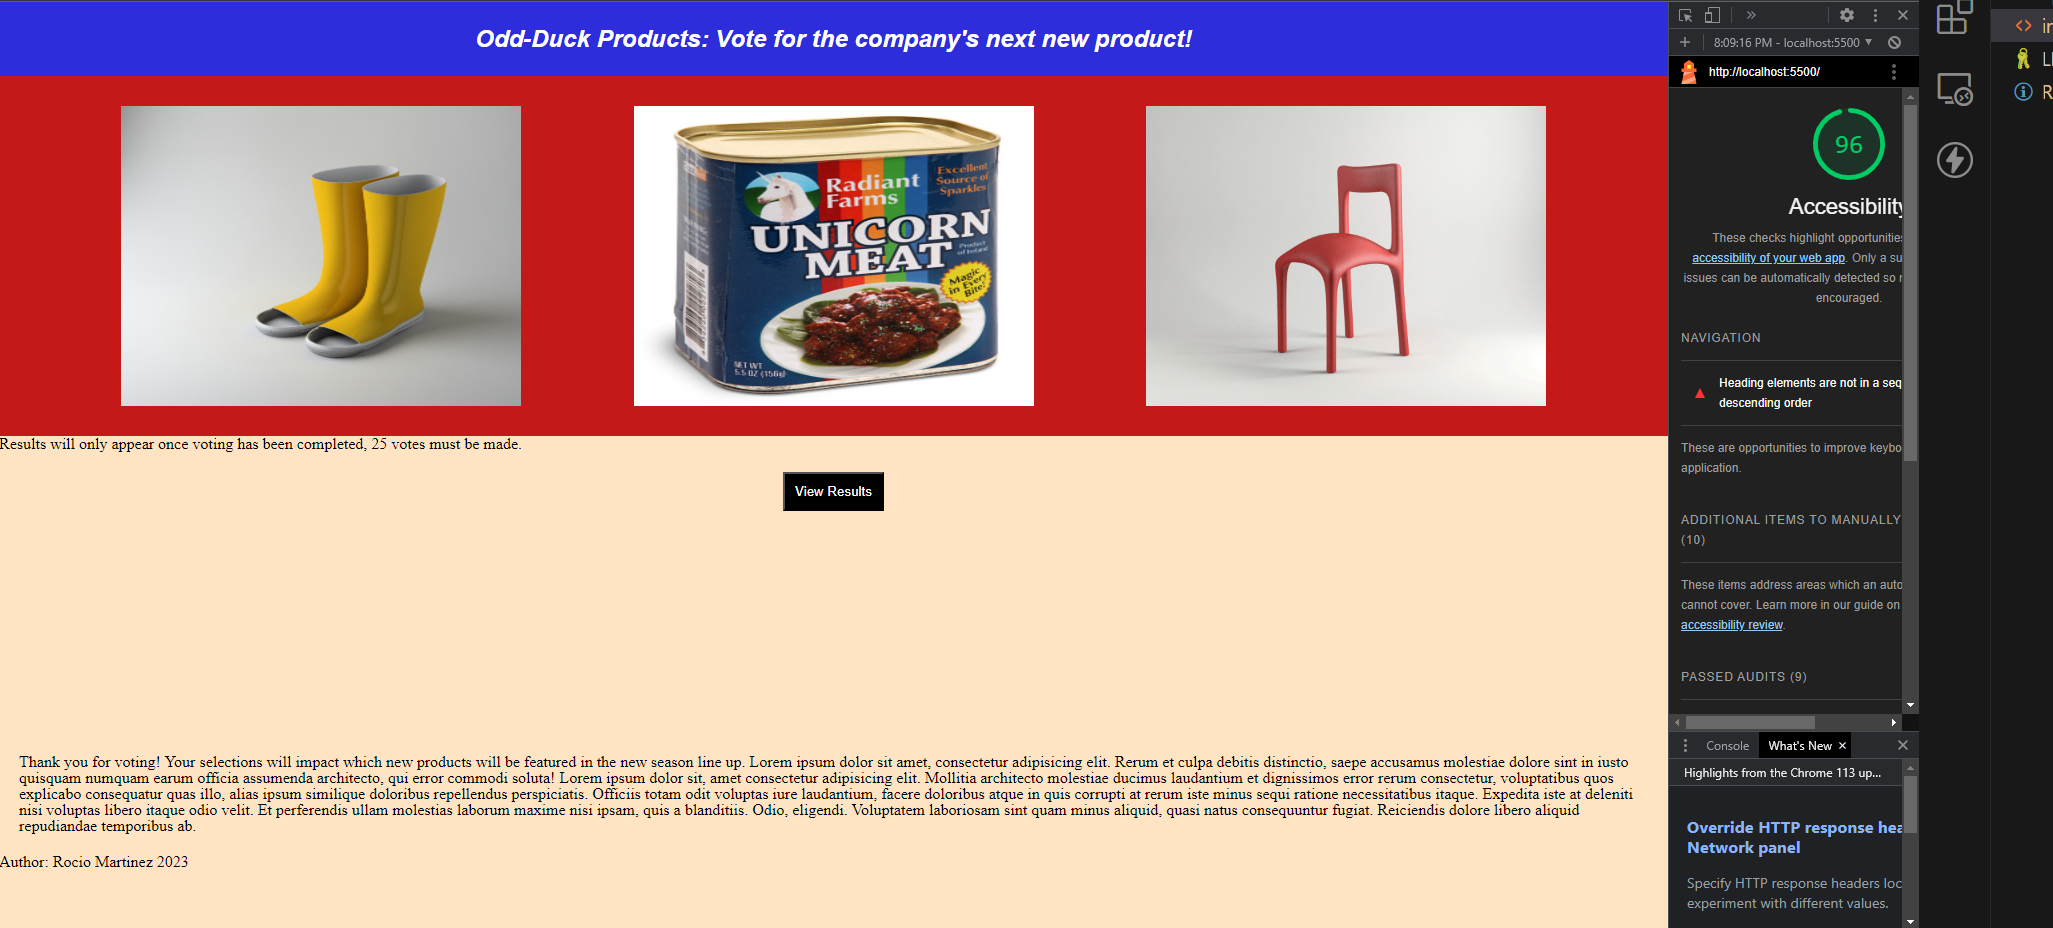 Odd-Duck Products: Vote for the company's next new product!
Radiant
Farms
Excellent
Source of
Sparkles
UNICORN
MEAT
Product
of Ireland
Magic
in Every
Bite!
NET WT
5.5 OZ (156g)
Results will only appear once voting has been completed, 25 votes must be made.
View Results
Thank you for voting! Your selections will impact which new products will be featured in the new season line up. Lorem ipsum dolor sit amet, consectetur adipisicing elit. Rerum et culpa debitis distinctio, saepe accusamus molestiae dolore sint in iusto
quisquam numquam earum officia assumenda architecto, qui error commodi soluta! Lorem ipsum dolor sit, amet consectetur adipisicing elit. Mollitia architecto molestiae ducimus laudantium et dignissimos error rerum consectetur, voluptatibus quos
explicabo consequatur quas illo, alias ipsum similique doloribus repellendus perspiciatis. Officiis totam odit voluptas iure laudantium, facere doloribus atque in quis corrupti at rerum iste minus sequi ratione necessitatibus itaque. Expedita iste at deleniti
nisi voluptas libero itaque odio velit. Et perferendis ullam molestias laborum maxime nisi ipsam, quis a blanditiis. Odio, eligendi. Voluptatem laboriosam sint quam minus aliquid, quasi natus consequuntur fugiat. Reiciendis dolore libero aliquid
repudiandae temporibus ab.
Author: Rocio Martinez 2023
8:09:16 PM - localhost:5500
http://localhost:5500/
96
Accessibility
These checks highlight opportunities
accessibility of your web app. Only a su
issues can be automatically detected so
encouraged.
NAVIGATION
Heading elements are not in a seq
descending order
These are opportunities to improve keybo
application.
ADDITIONAL ITEMS TO MANUALLY
(10)
These items address areas which an auto
cannot cover. Learn more in our guide on
accessibility review.
PASSED AUDITS (9)
Console
What's New
Highlights from the Chrome 113 up...
Override HTTP response hea
Network panel
Specify HTTP response headers loc
experiment with different values.
in
LI
R